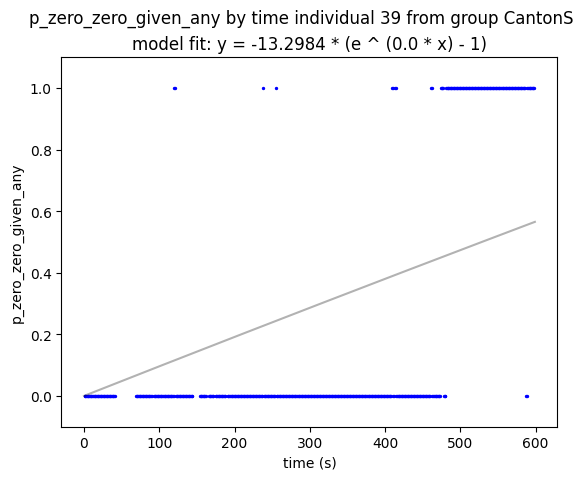 p_zero_zero_given_any by time individual 39 from group CantonS
model fit: y = -13.2984 * (e ^ (0.0 * x) - 1)
p_zero_zero_given_any
1.0
0.8
0.6
0.4
0.2
0.0
0 100 200 300 400 500 600
time (s)